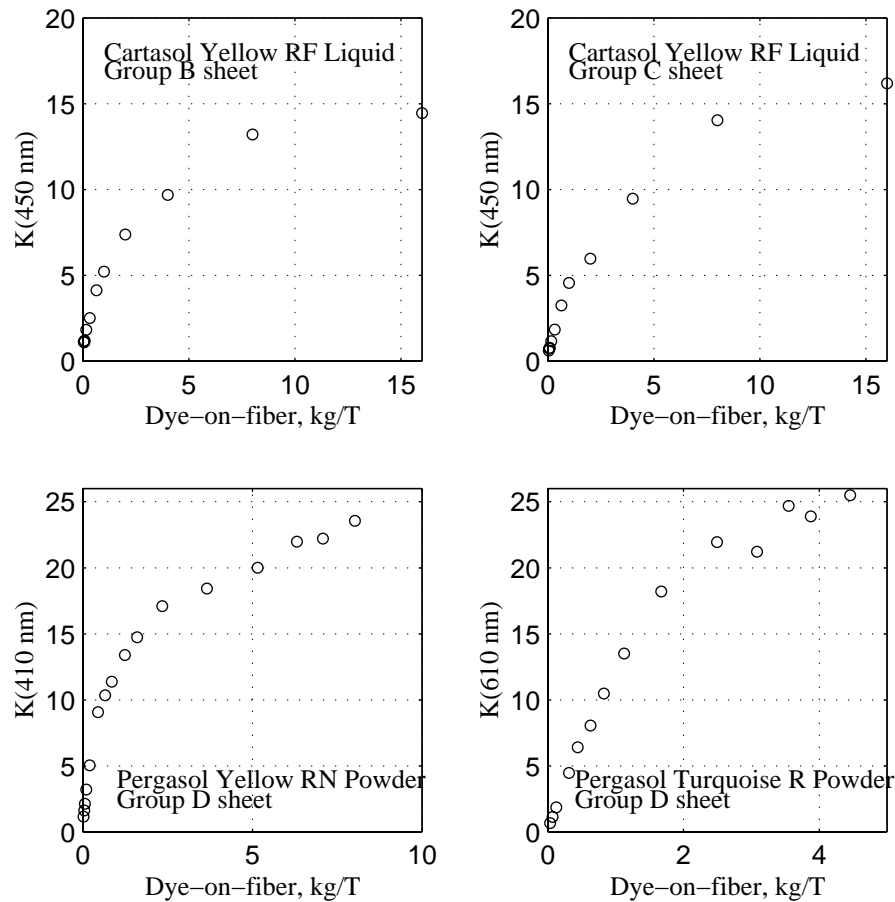 20
15
10
5
0
K(450 nm)
Cartasol Yellow RF Liquid
Group B sheet
0 5 10 15
Dye-on-fiber, kg/T
20
15
10
5
0
K(450 nm)
Cartasol Yellow RF Liquid
Group C sheet
0 5 10 15
Dye-on-fiber, kg/T
25
20
15
10
5
0
K(410 nm)
Pergasol Yellow RN Powder
Group D sheet
0 5 10
Dye-on-fiber, kg/T
25
20
15
10
5
0
K(610 nm)
Pergasol Turquoise R Powder
Group D sheet
0 2 4
Dye-on-fiber, kg/T